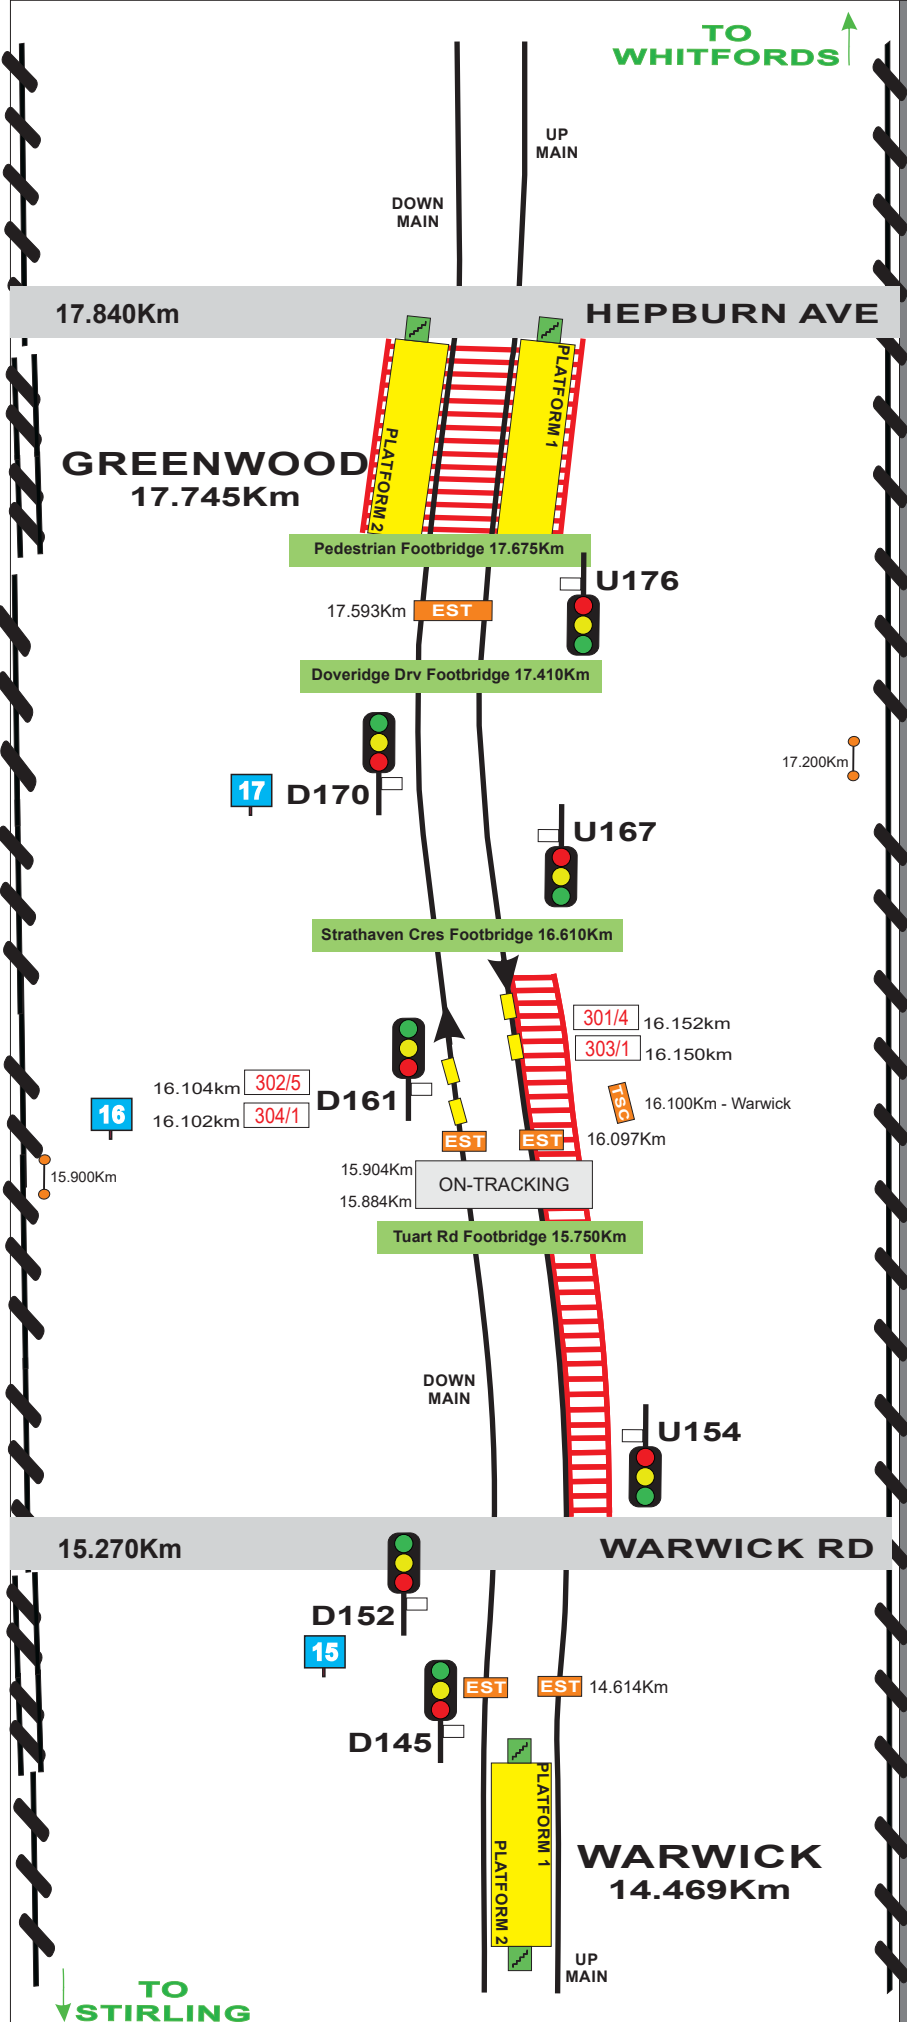 TO
WHITFORDS
UP
MAIN
DOWN
MAIN
17.840Km HEPBURN AVE
PLATFORM 1
PLATFORM 2
GREENWOOD
17.745Km
Pedestrian Footbridge 17.675Km
U176
17.593Km EST
Doveridge Drv Footbridge 17.410Km
17.200Km
17 D170
U167
Strathaven Cres Footbridge 16.610Km
301/4 16.152km
303/1 16.150km
16.104km 302/5
D161
TSC 16.100Km - Warwick
16 16.102km 304/1
EST EST 16.097Km
15.904Km
15.900Km
ON-TRACKING
15.884Km
Tuart Rd Footbridge 15.750Km
DOWN
MAIN
U154
15.270Km WARWICK RD
D152
15
EST EST 14.614Km
D145
PLATFORM 1
PLATFORM 2
WARWICK
14.469Km
UP
MAIN
TO
STIRLING